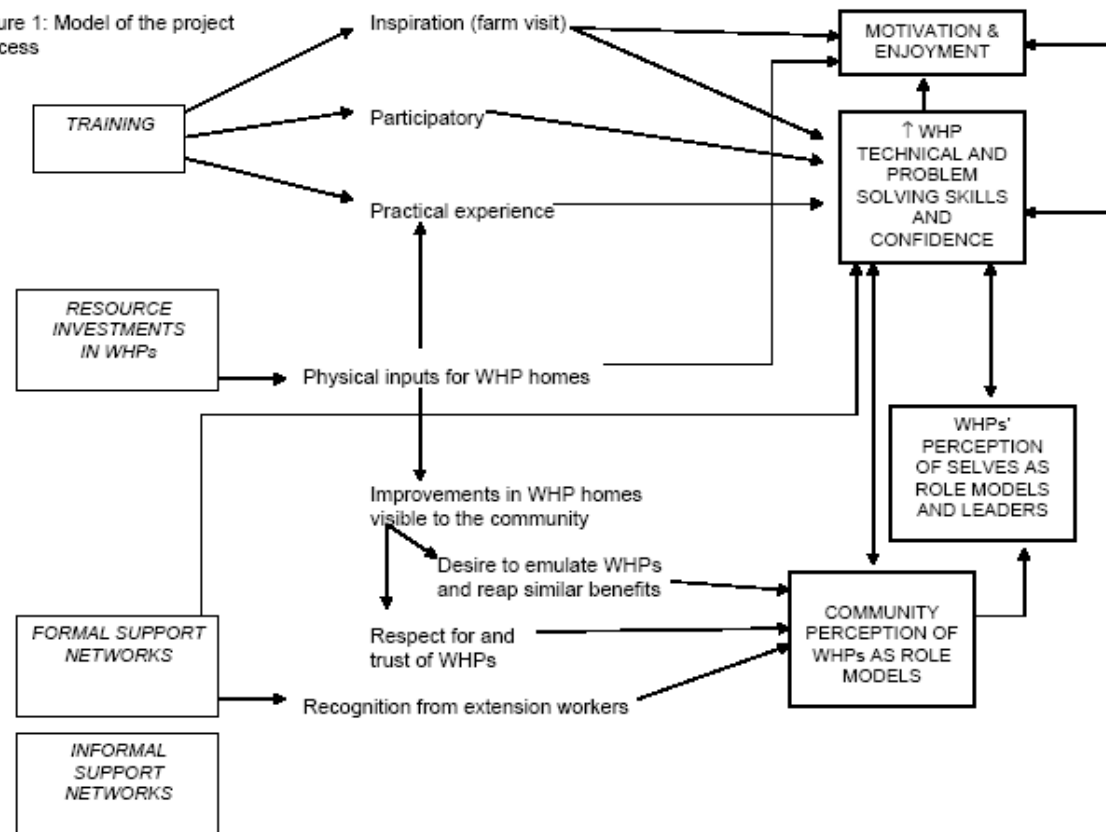 ure 1: Model of the project
cess
Inspiration (farm visit)
MOTIVATION &
ENJOYMENT
TRAINING
Participatory
↑ WHP
TECHNICAL AND
PROBLEM
SOLVING SKILLS
AND
CONFIDENCE
Practical experience
RESOURCE
INVESTMENTS
IN WHPs
Physical inputs for WHP homes
WHPs'
PERCEPTION
OF SELVES AS
ROLE MODELS
AND LEADERS
Improvements in WHP homes
visible to the community
Desire to emulate WHPs
and reap similar benefits
COMMUNITY
PERCEPTION OF
WHPs AS ROLE
MODELS
FORMAL SUPPORT
NETWORKS
Respect for and
trust of WHPs
Recognition from extension workers
INFORMAL
SUPPORT
NETWORKS